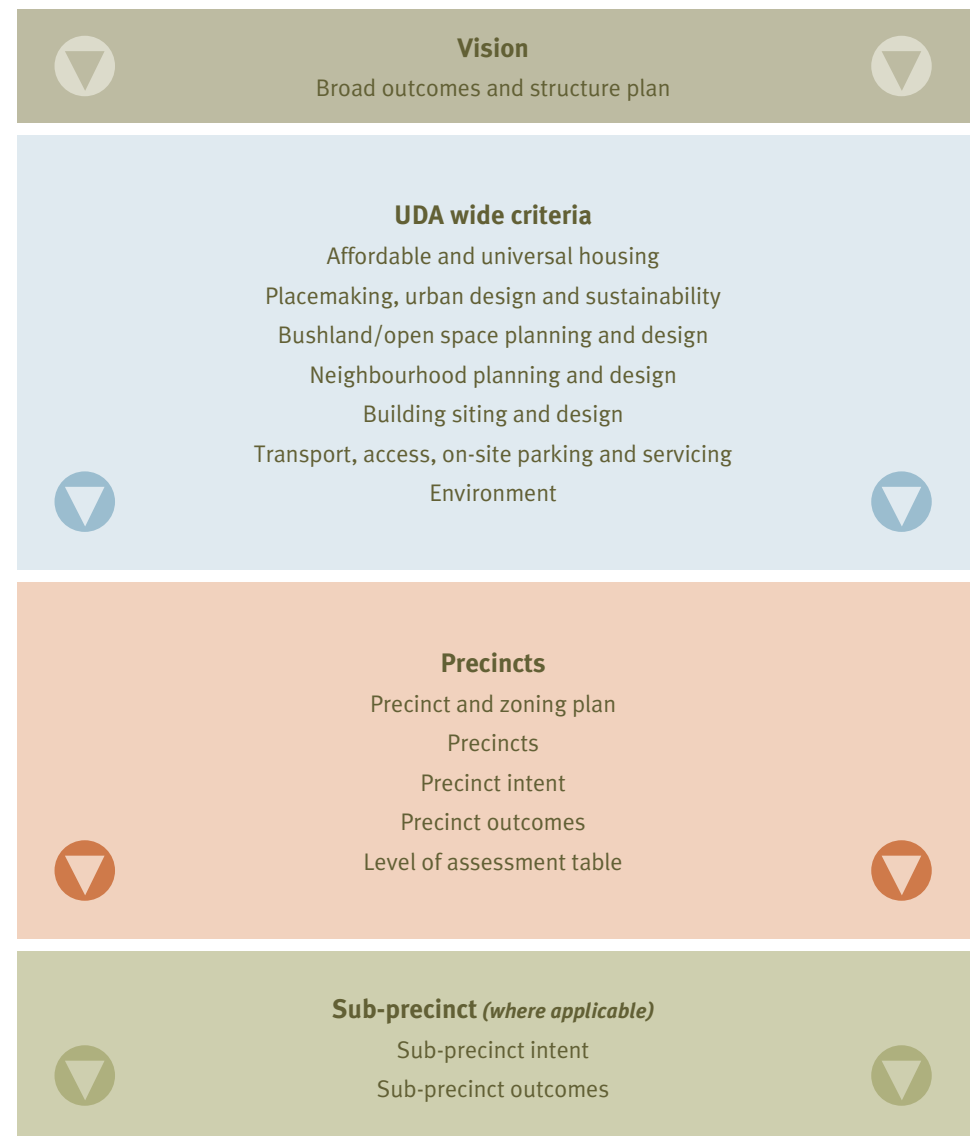 Vision
Broad outcomes and structure plan
UDA wide criteria
Affordable and universal housing
Placemaking, urban design and sustainability
Bushland/open space planning and design
Neighbourhood planning and design
Building siting and design
Transport, access, on-site parking and servicing
Environment
Precincts
Precinct and zoning plan
Precincts
Precinct intent
Precinct outcomes
Level of assessment table
Sub-precinct (where applicable)
Sub-precinct intent
Sub-precinct outcomes